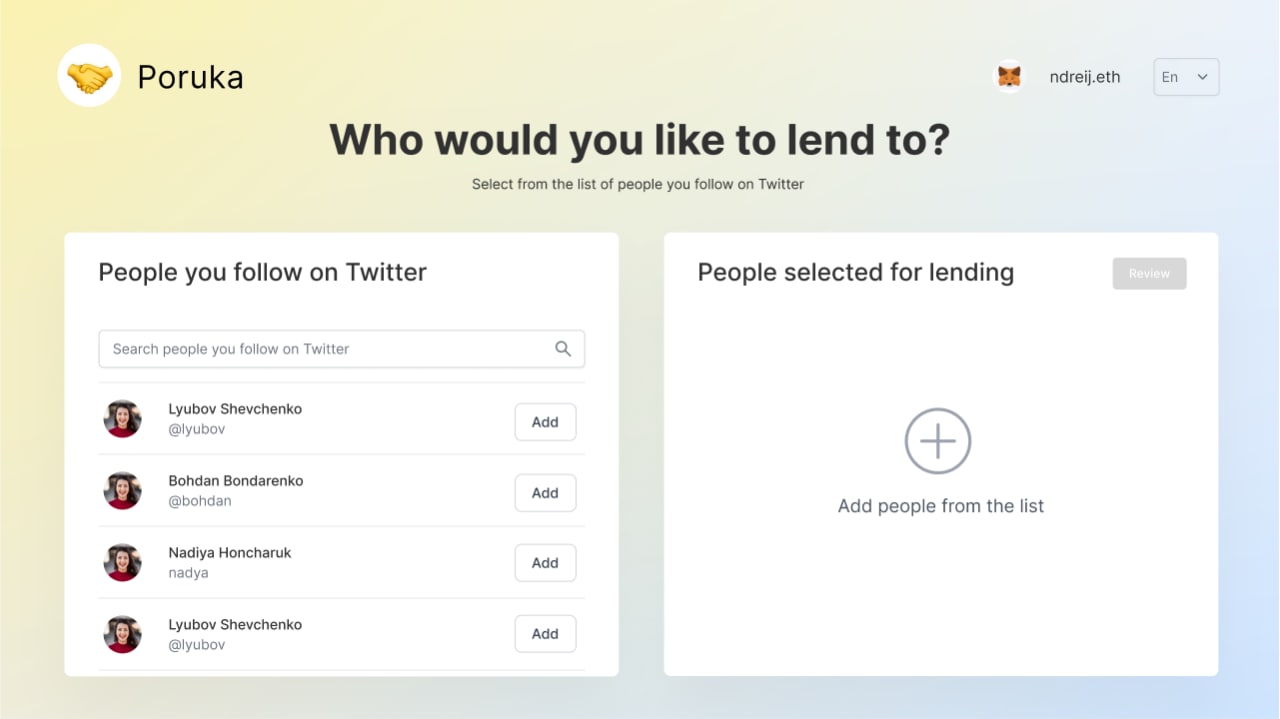 Poruka
ndreij.eth
En
Who would you like to lend to?
Select from the list of people you follow on Twitter
People you follow on Twitter
Search people you follow on Twitter
Lyubov Shevchenko
@lyubov
Add
Bohdan Bondarenko
@bohdan
Add
Nadiya Honcharuk
nadya
Add
Lyubov Shevchenko
@lyubov
Add
People selected for lending
Review
Add people from the list